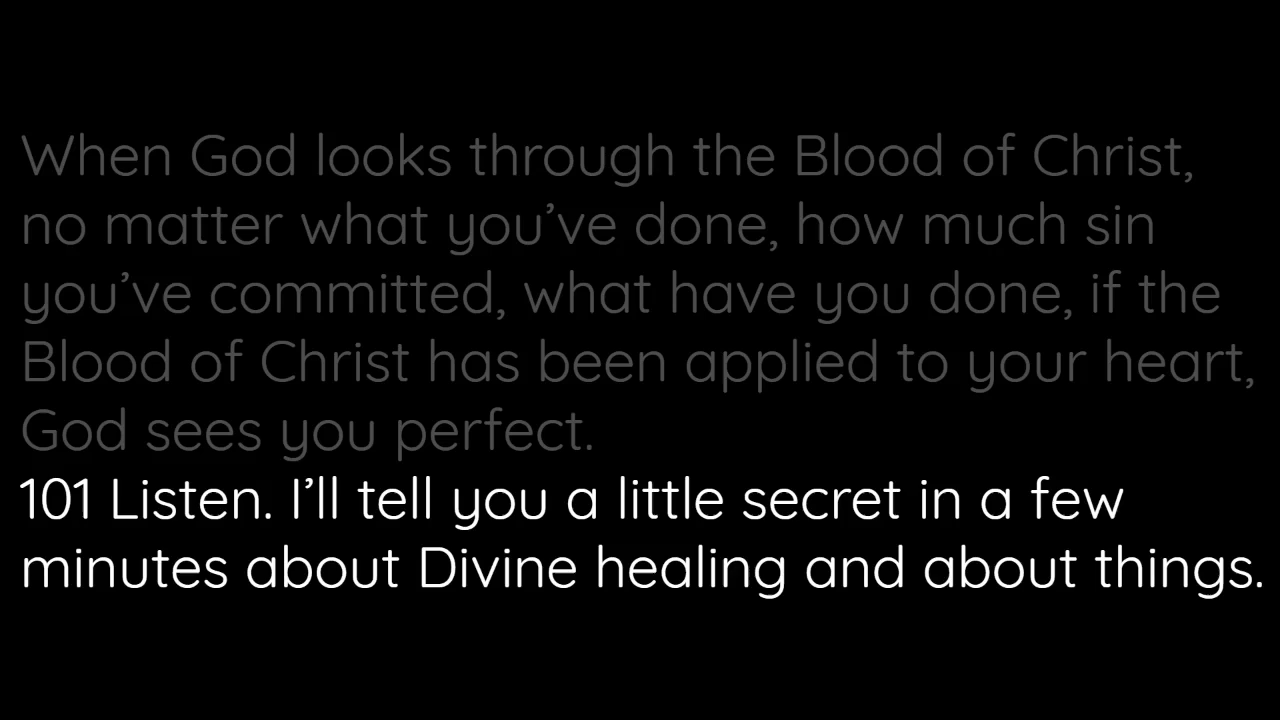 When God looks through the Blood of Christ,
no matter what you’ve done, how much sin
you’ve committed, what have you done, if the
Blood of Christ has been applied to your heart,
God sees you perfect.
101 Listen. I’ll tell you a little secret in a few
minutes about Divine healing and about things.